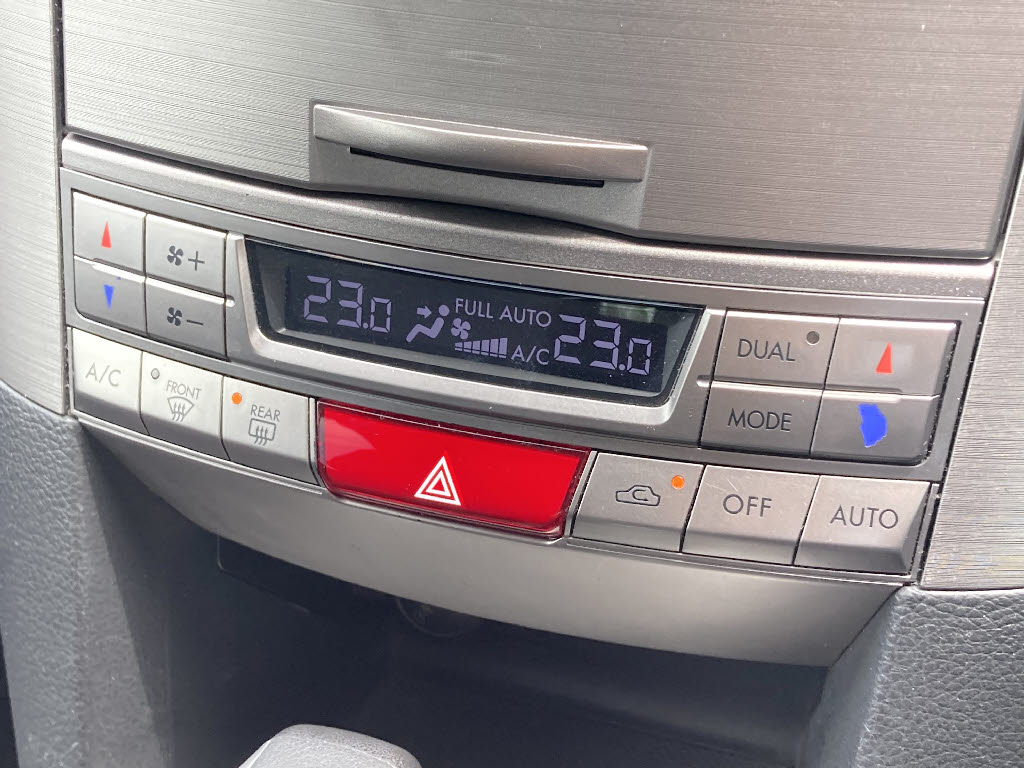 23.0 FULL AUTO 23.0
A/C
DUAL
MODE
A/C
FRONT
REAR
OFF
AUTO